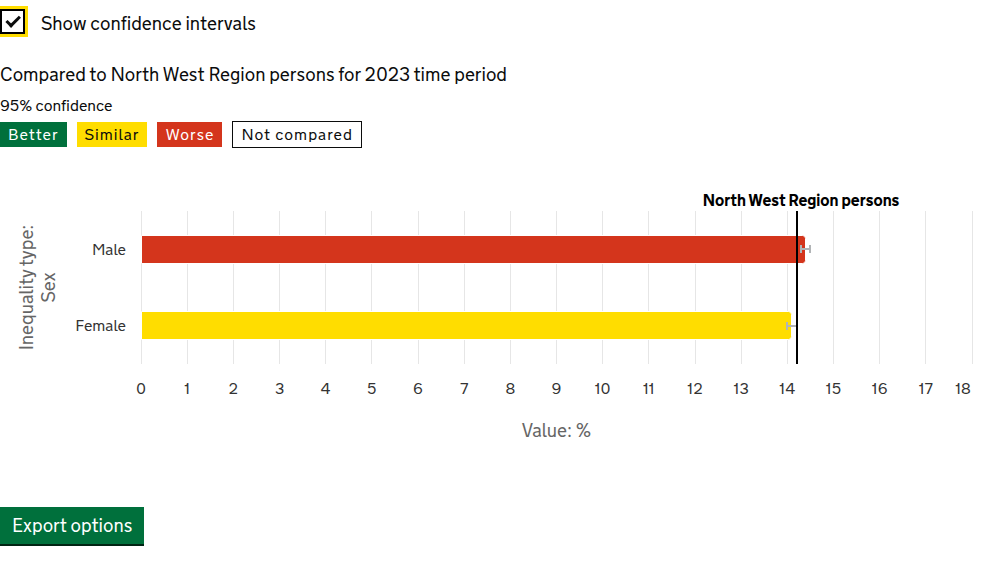 Show confidence intervals
Compared to North West Region persons for 2023 time period
95% confidence
Better Similar Worse Not compared
North West Region persons
Inequality type:
Sex
Male
Female
0 1 2 3 4 5 6 7 8 9 10 11 12 13 14 15 16 17 18
Value: %
Export options